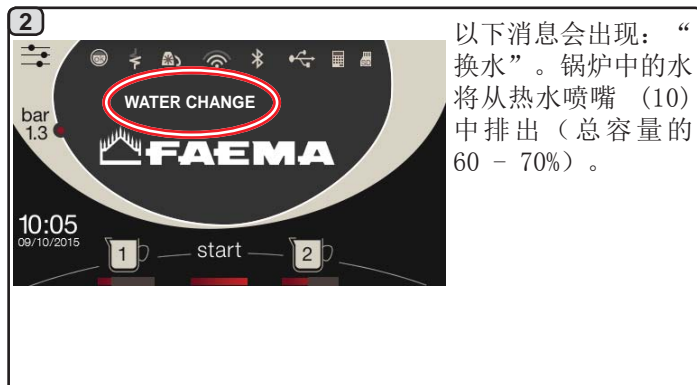 2
WATER CHANGE
bar
1.3
FAEMA
10:05
09/10/2015
1
start
2
以下消息会出现：“
换水”。锅炉中的水
将从热水喷嘴 (10)
中排出（总容量的
60 - 70%）。